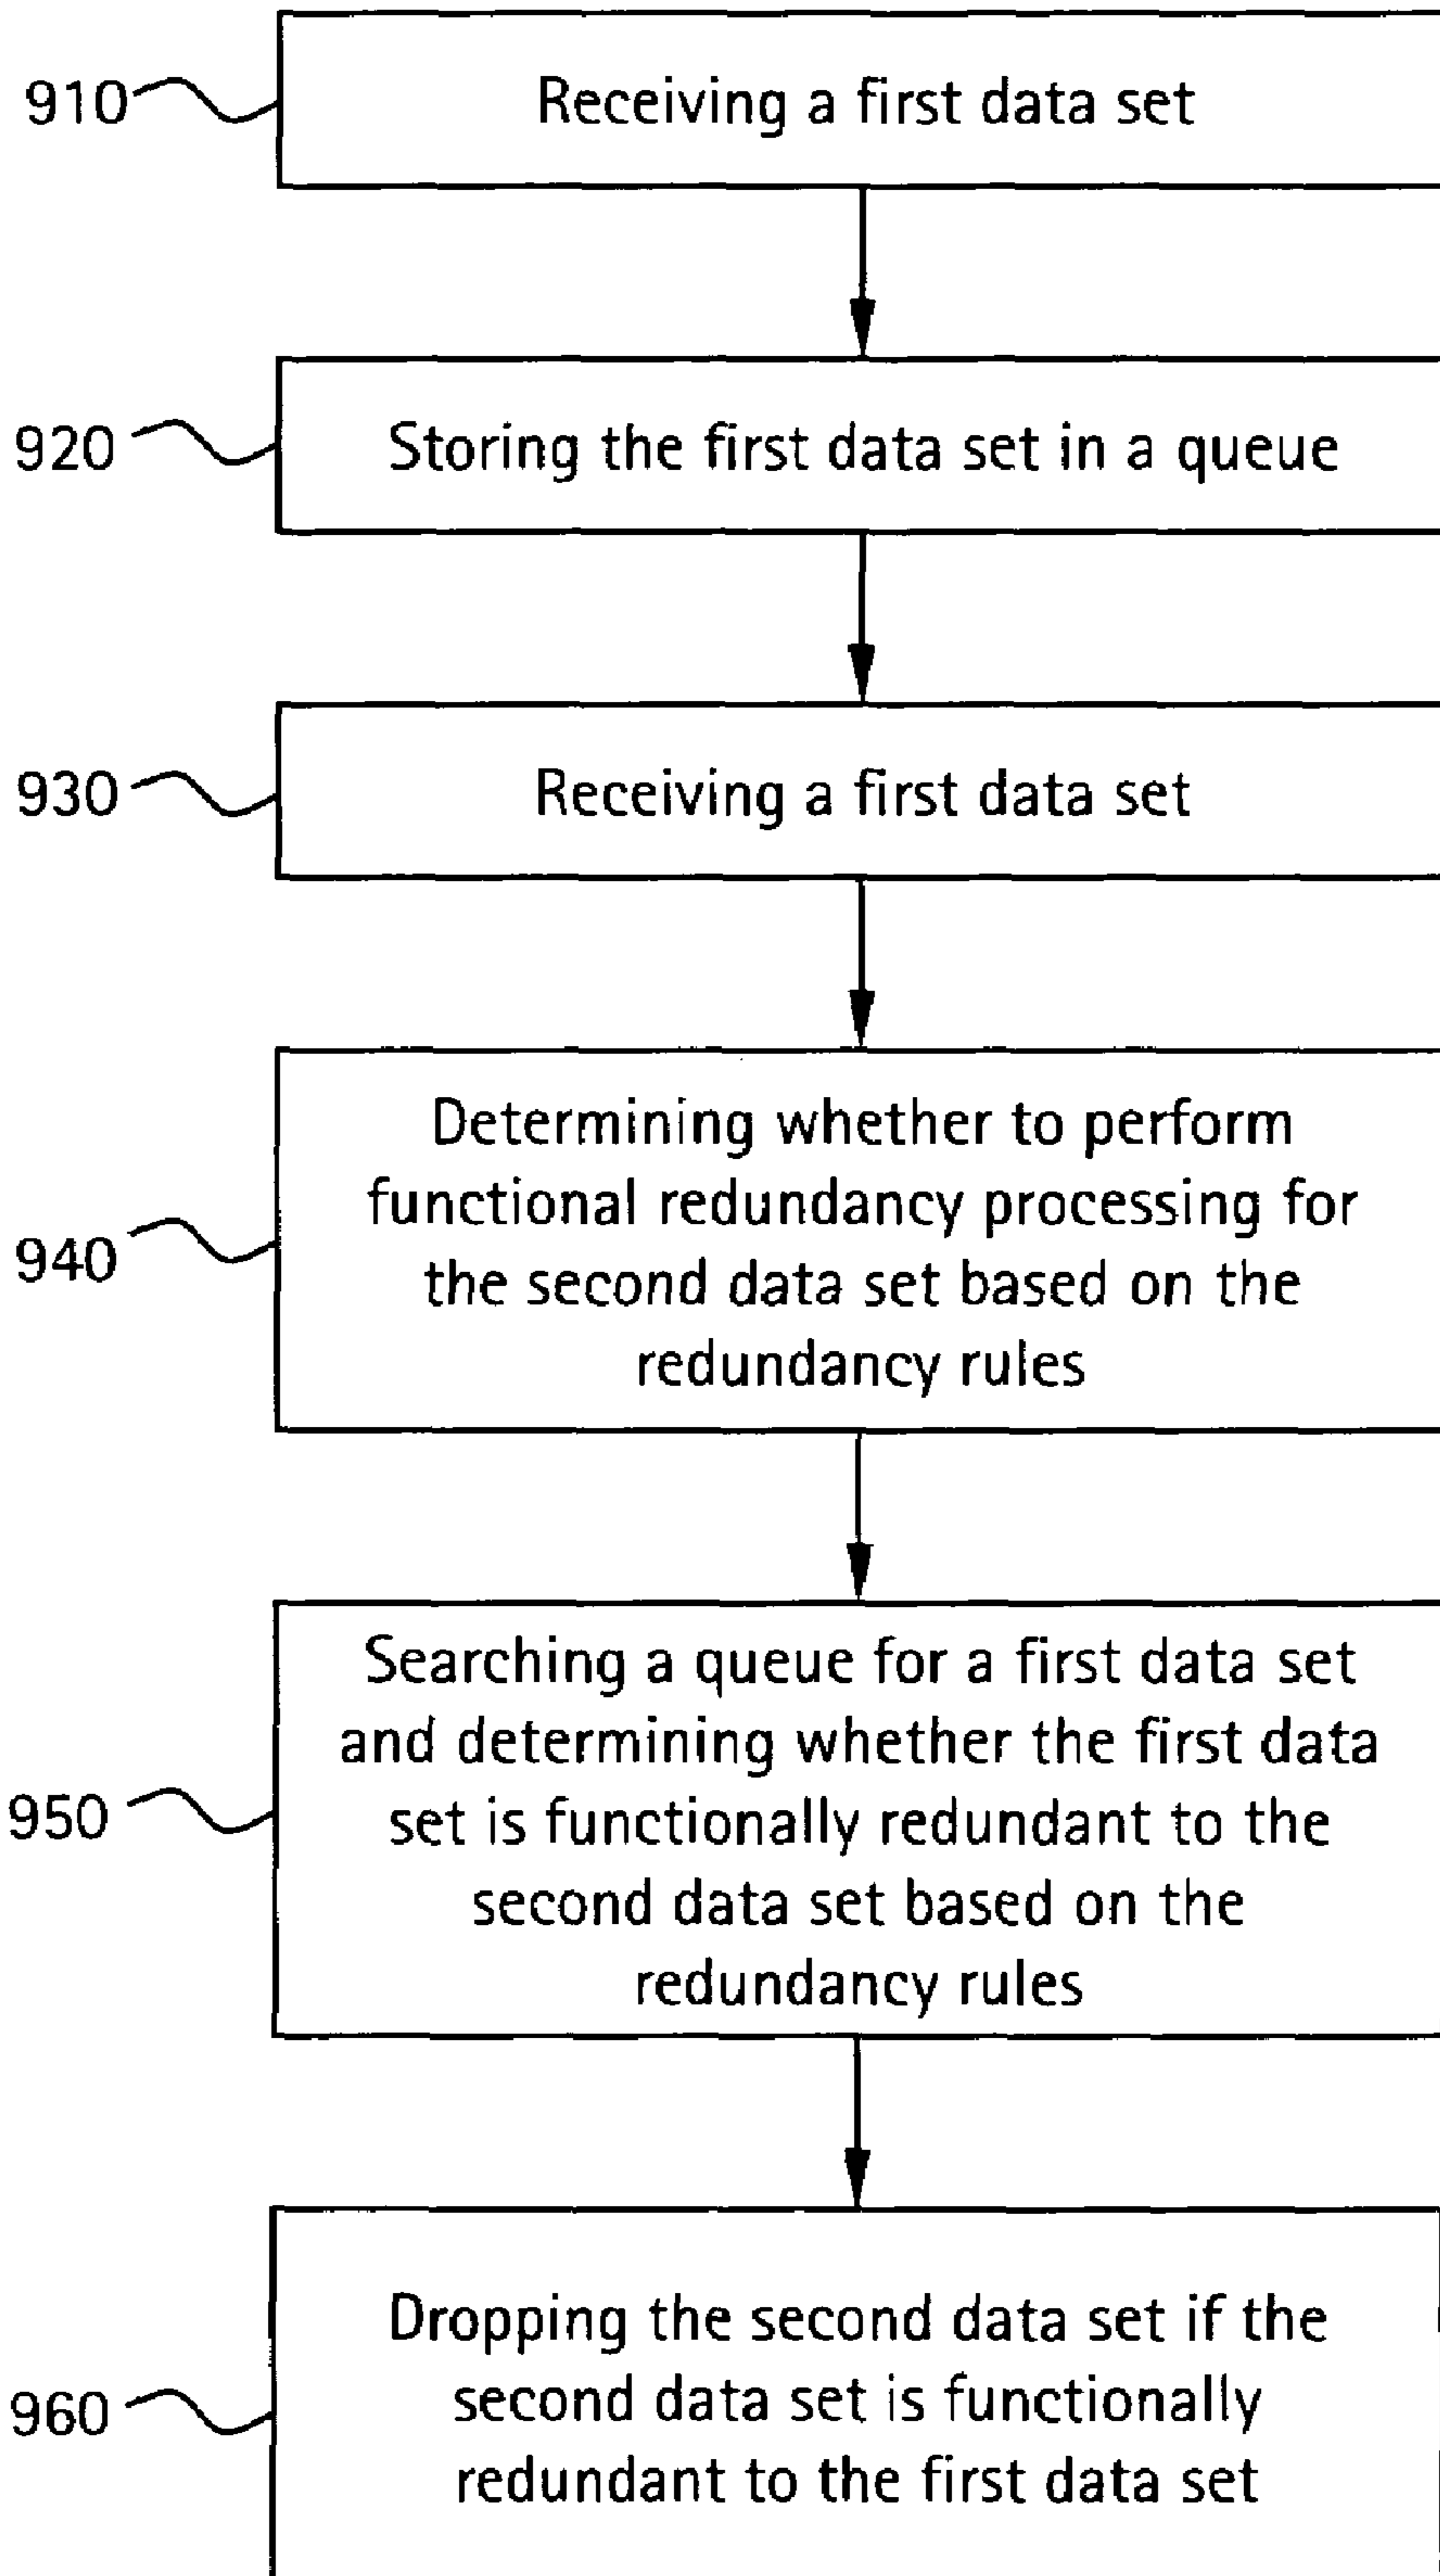 910
Receiving a first data set
920
Storing the first data set in a queue
930
Receiving a first data set
940
Determining whether to perform
functional redundancy processing for
the second data set based on the
redundancy rules
950
Searching a queue for a first data set
and determining whether the first data
set is functionally redundant to the
second data set based on the
redundancy rules
960
Dropping the second data set if the
second data set is functionally
redundant to the first data set